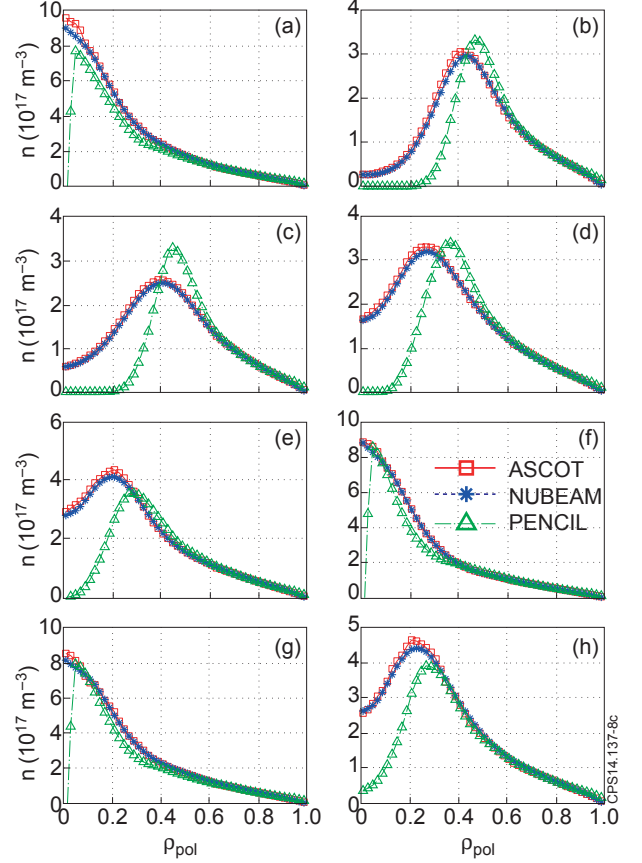 (a)
10
8
6
4
2
0
n (10¹⁷ m⁻³)
(b)
4
3
2
1
0
(c)
4
3
2
1
0
n (10¹⁷ m⁻³)
(d)
4
3
2
1
0
(e)
6
4
2
0
n (10¹⁷ m⁻³)
(f)
10
8
6
4
2
0
ASCOT
NUBEAM
PENCIL
(g)
10
8
6
4
2
0
n (10¹⁷ m⁻³)
0 0.2 0.4 0.6 0.8 1.0
ρpol
(h)
5
4
3
2
1
0
0 0.2 0.4 0.6 0.8 1.0
ρpol
CPS14.137-8c